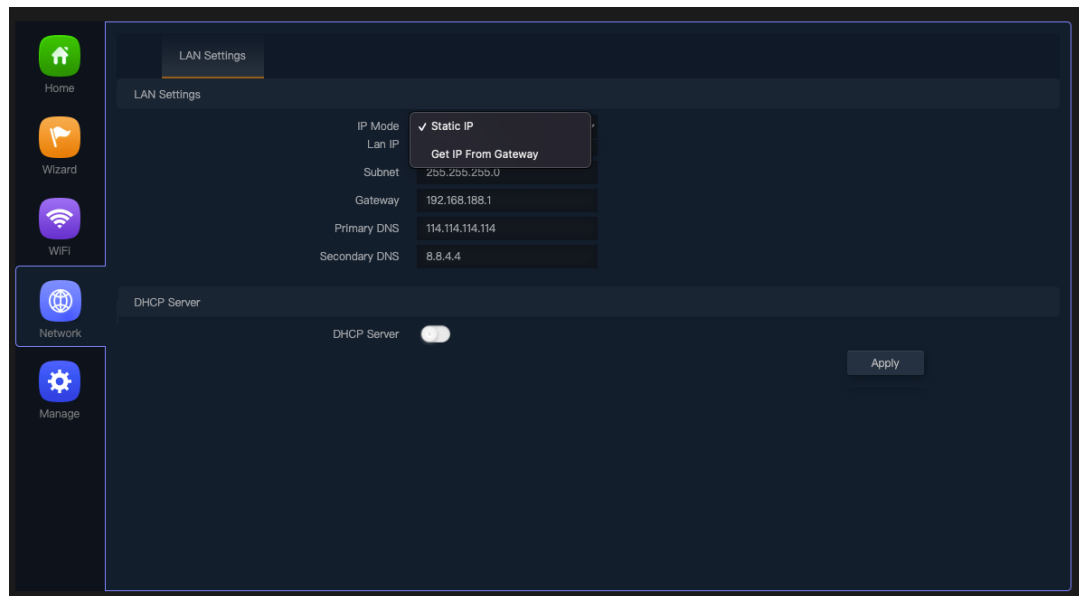 Home
Wizard
WiFi
Network
Manage
LAN Settings
LAN Settings
IP Mode ✓ Static IP
Get IP From Gateway
Lan IP
Subnet 255.255.255.0
Gateway 192.168.188.1
Primary DNS 114.114.114.114
Secondary DNS 8.8.4.4
DHCP Server
DHCP Server
Apply